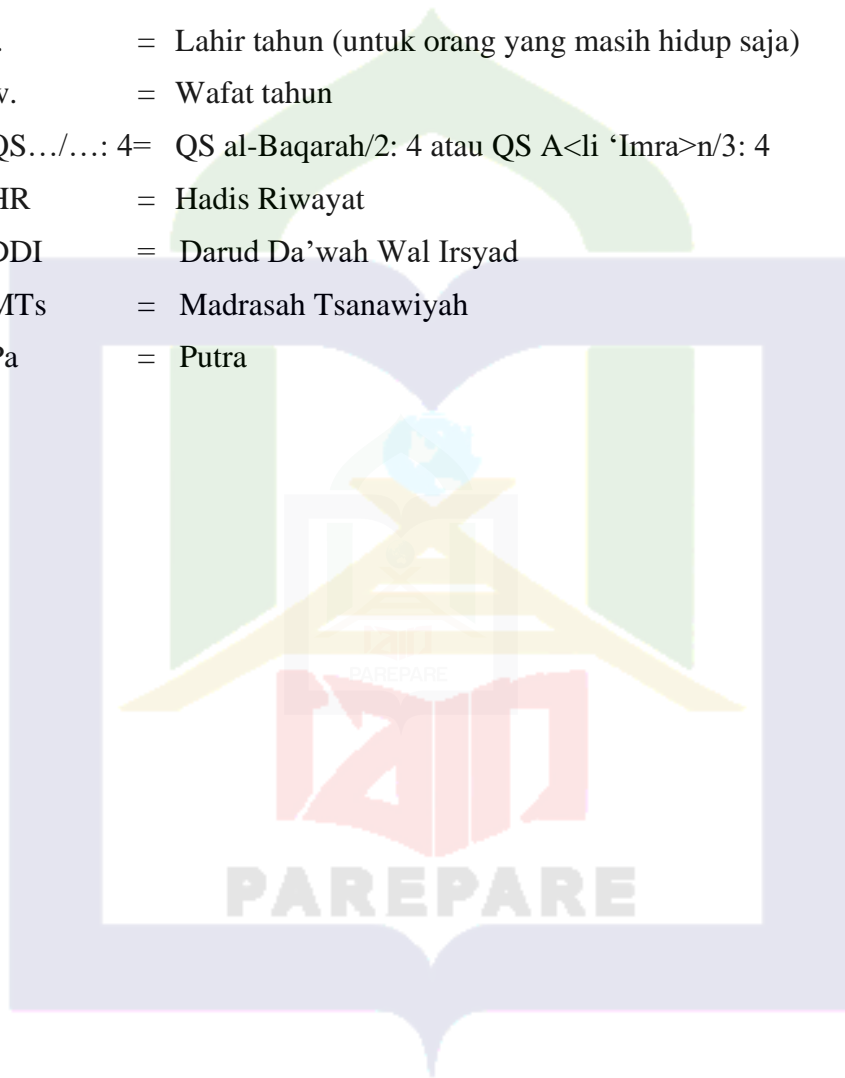 . = Lahir tahun (untuk orang yang masih hidup saja)
w. = Wafat tahun
QS…/…: 4= QS al-Baqarah/2: 4 atau QS A<li ‘Imra>n/3: 4
HR = Hadis Riwayat
DDI = Darud Da’wah Wal Irsyad
MTs = Madrasah Tsanawiyah
Pa = Putra
iain
PAREPARE
iain
PAREPARE